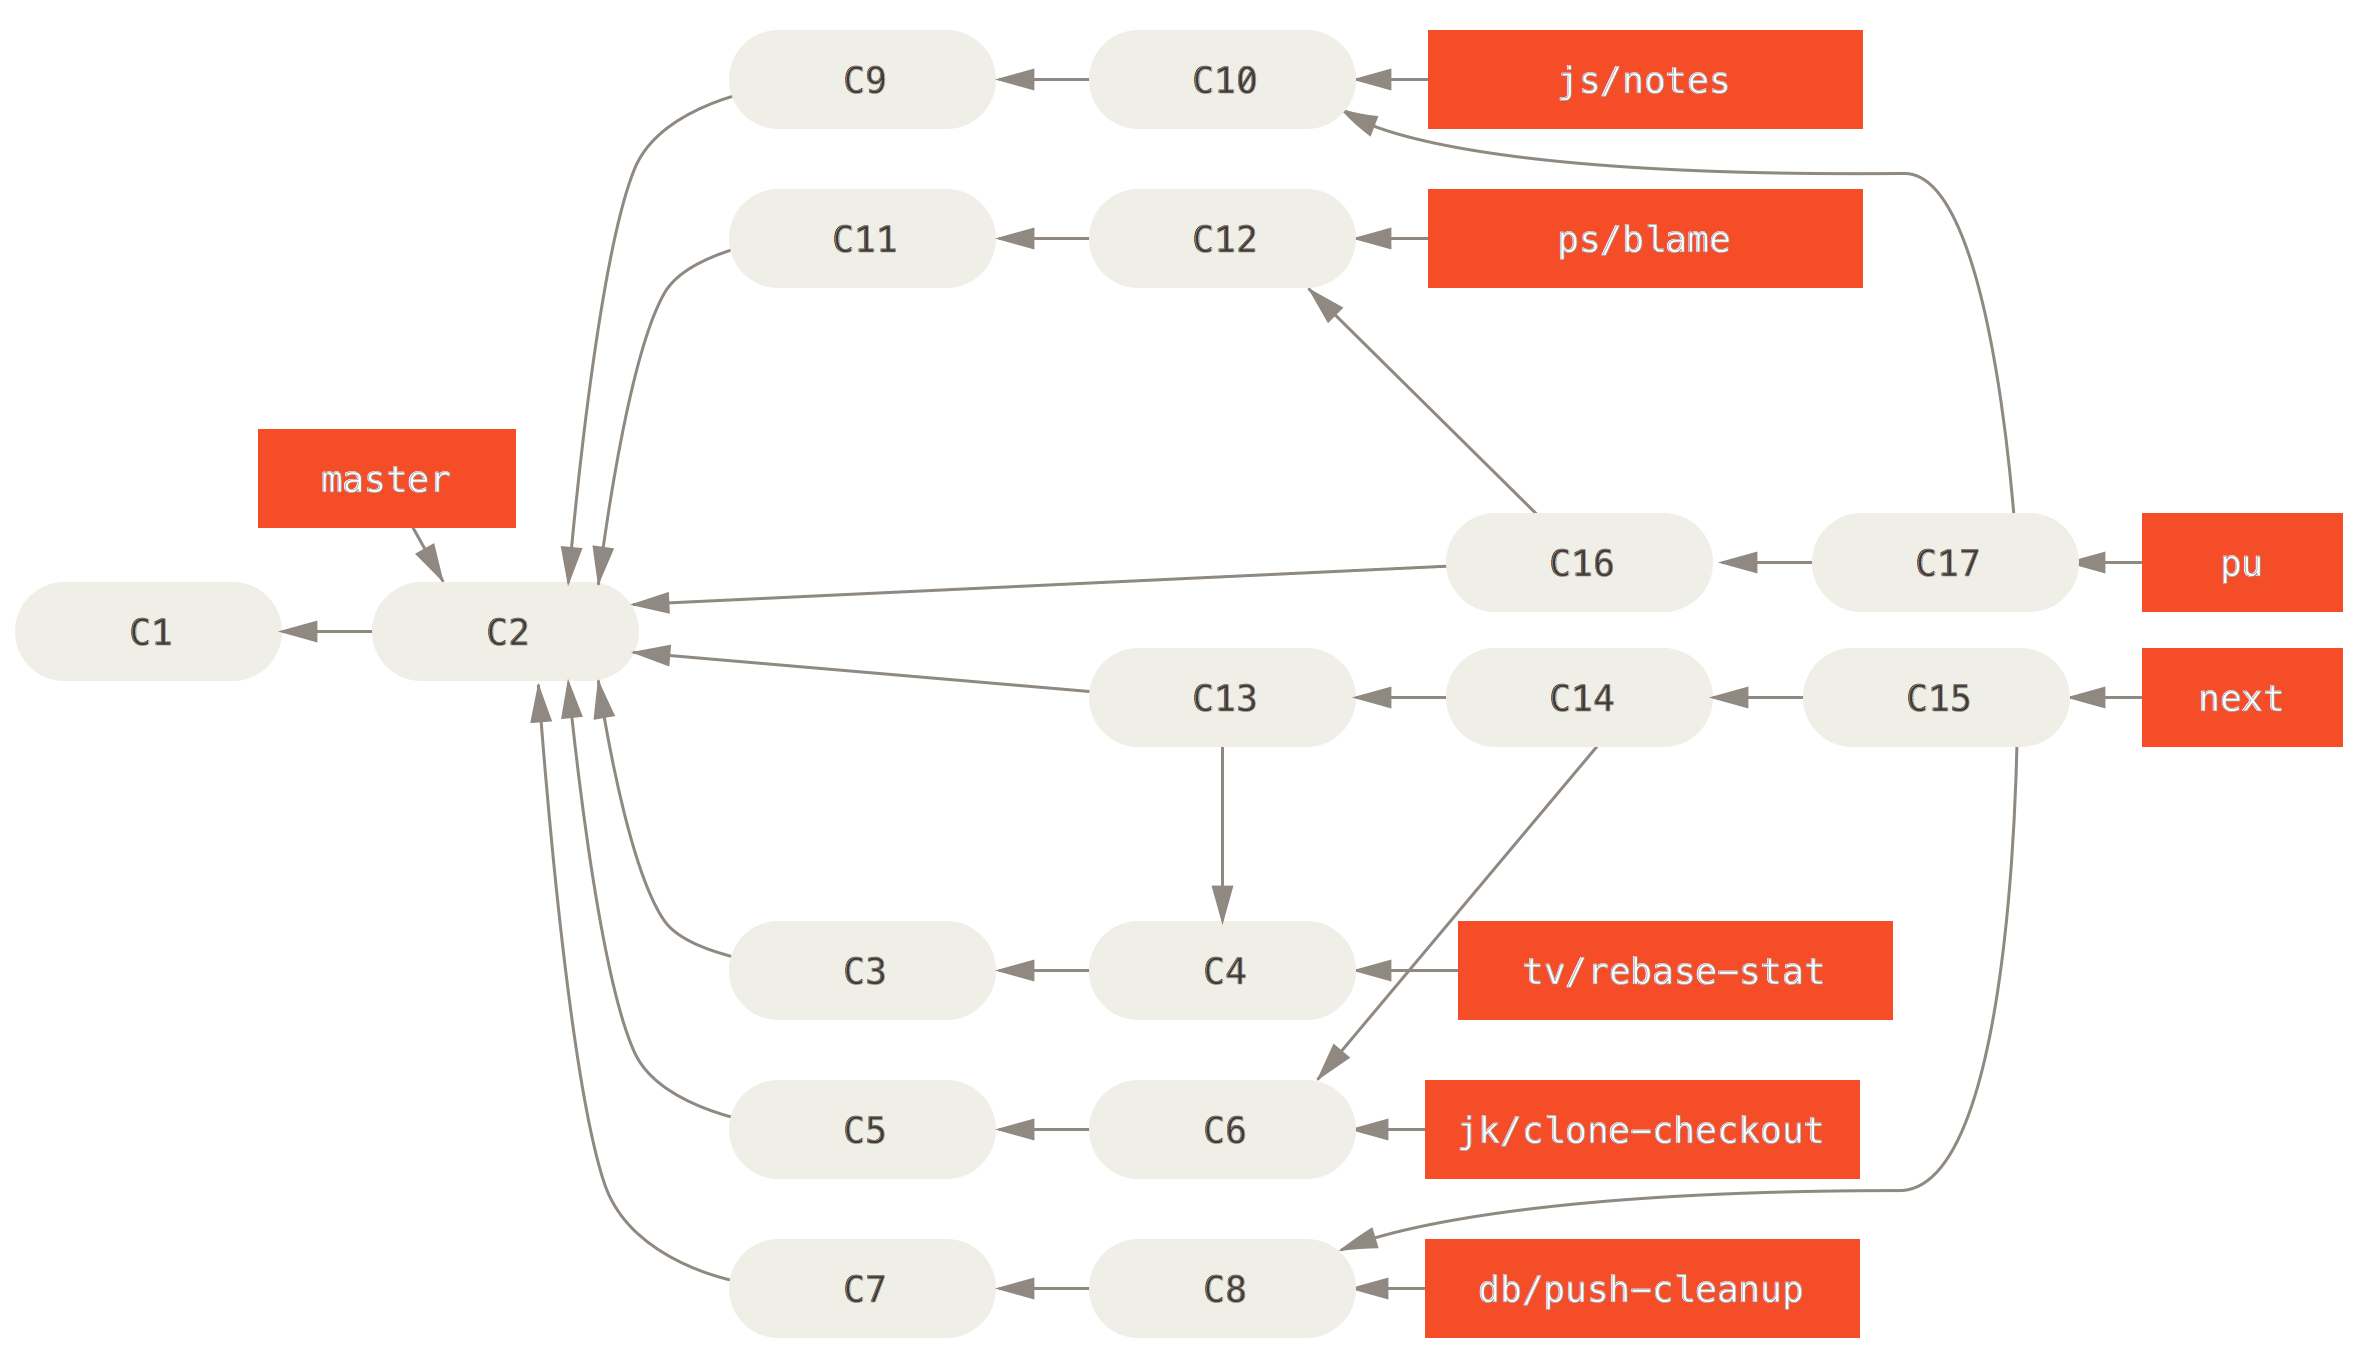 C9
C10
js/notes
C11
C12
ps/blame
master
C16
C17
pu
C1
C2
C13
C14
C15
next
C3
C4
tv/rebase-stat
C5
C6
jk/clone-checkout
C7
C8
db/push-cleanup